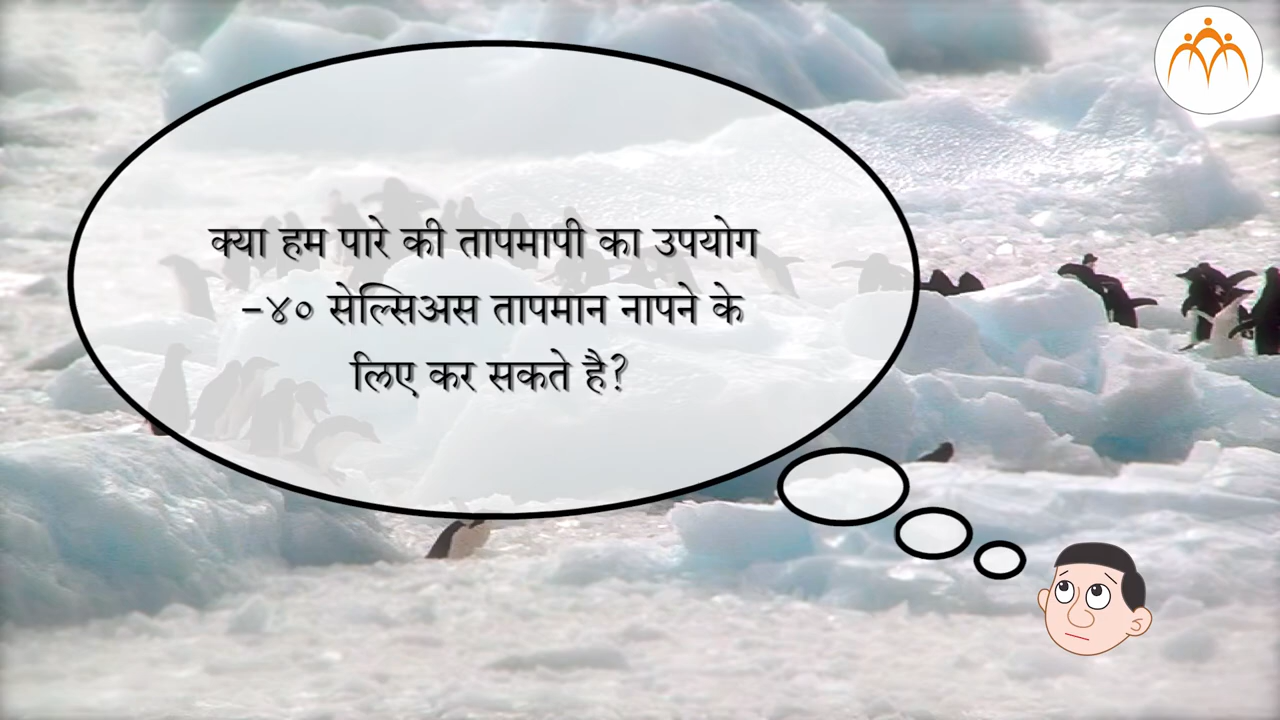 क्या हम पारे की तापमापी का उपयोग
-४० सेल्सिअस तापमान नापने के
लिए कर सकते है?